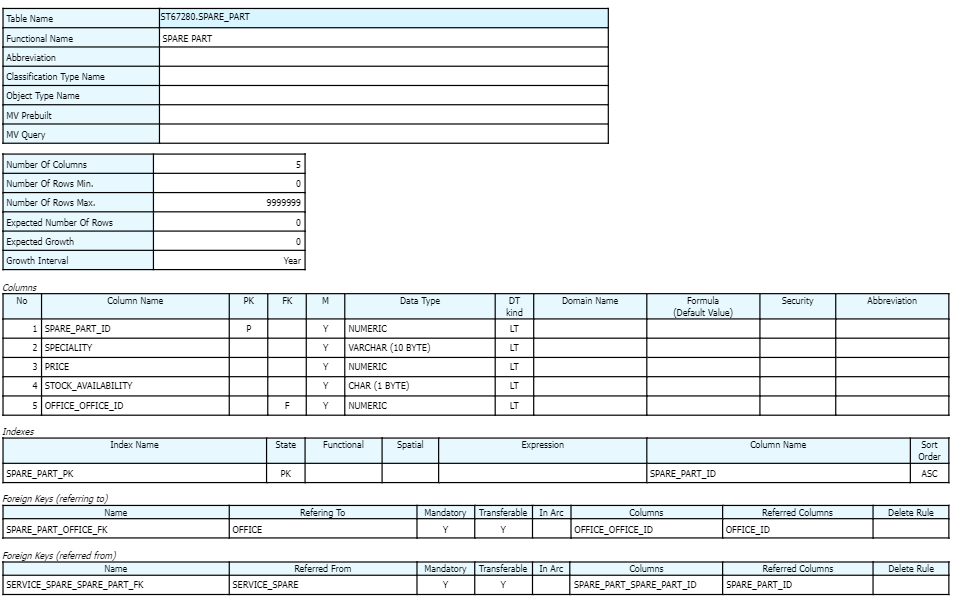 Table Name ST67280.SPARE_PART
Functional Name SPARE PART
Abbreviation
Classification Type Name
Object Type Name
MV Prebuilt
MV Query
Number Of Columns 5
Number Of Rows Min. 0
Number Of Rows Max. 9999999
Expected Number Of Rows 0
Expected Growth 0
Growth Interval Year
Columns
No Column Name PK FK M Data Type DT kind Domain Name Formula (Default Value) Security Abbreviation
1 SPARE_PART_ID P Y NUMERIC LT
2 SPECIALITY Y VARCHAR (10 BYTE) LT
3 PRICE Y NUMERIC LT
4 STOCK_AVAILABILITY Y CHAR (1 BYTE) LT
5 OFFICE_OFFICE_ID F Y NUMERIC LT
Indexes
Index Name State Functional Spatial Expression Column Name Sort Order
SPARE_PART_PK PK SPARE_PART_ID ASC
Foreign Keys (referring to)
Name Refering To Mandatory Transferable In Arc Columns Referred Columns Delete Rule
SPARE_PART_OFFICE_FK OFFICE Y Y OFFICE_OFFICE_ID OFFICE_ID
Foreign Keys (referred from)
Name Referred From Mandatory Transferable In Arc Columns Referred Columns Delete Rule
SERVICE_SPARE_SPARE_PART_FK SERVICE_SPARE Y Y SPARE_PART_SPARE_PART_ID SPARE_PART_ID